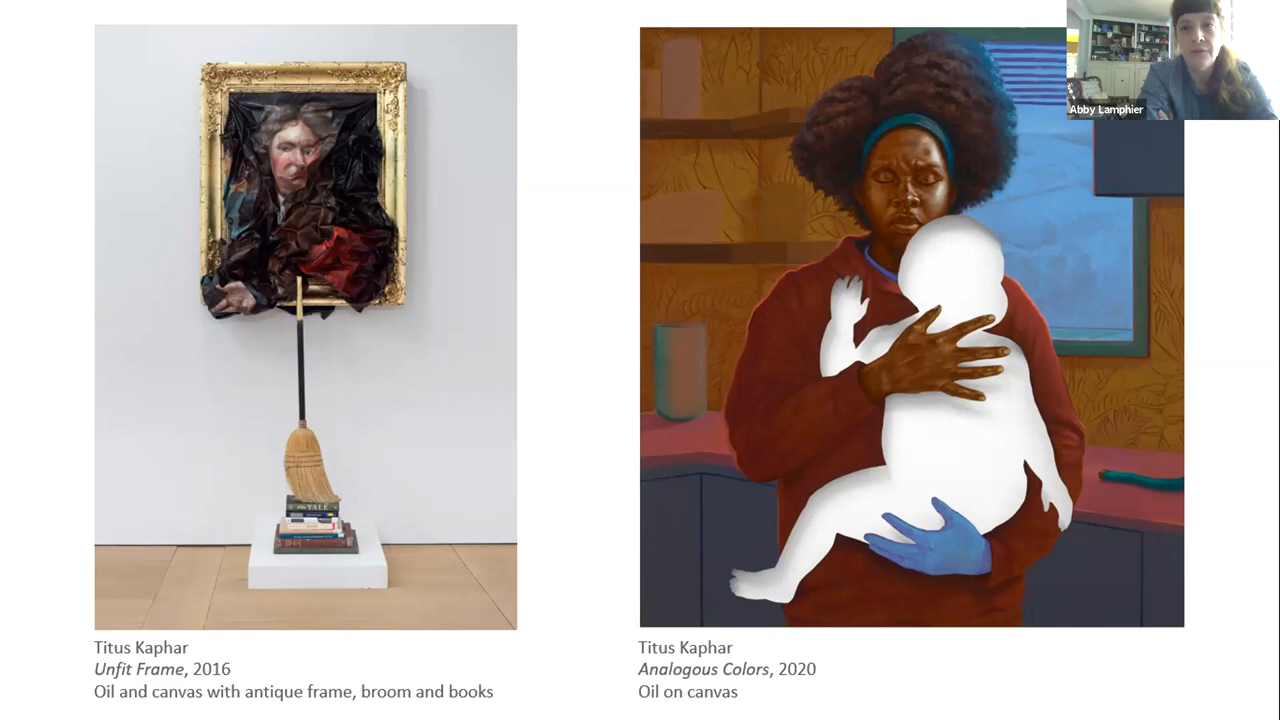 Abby Lamphier
YALE
Titus Kaphar
Unfit Frame, 2016
Oil and canvas with antique frame, broom and books
Titus Kaphar
Analogous Colors, 2020
Oil on canvas